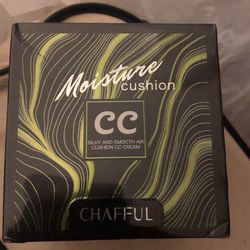 Moisture
cushion
CC
SILKY AND SMOOTH AIR
CUSHION CC CREAM
CHAFFUL